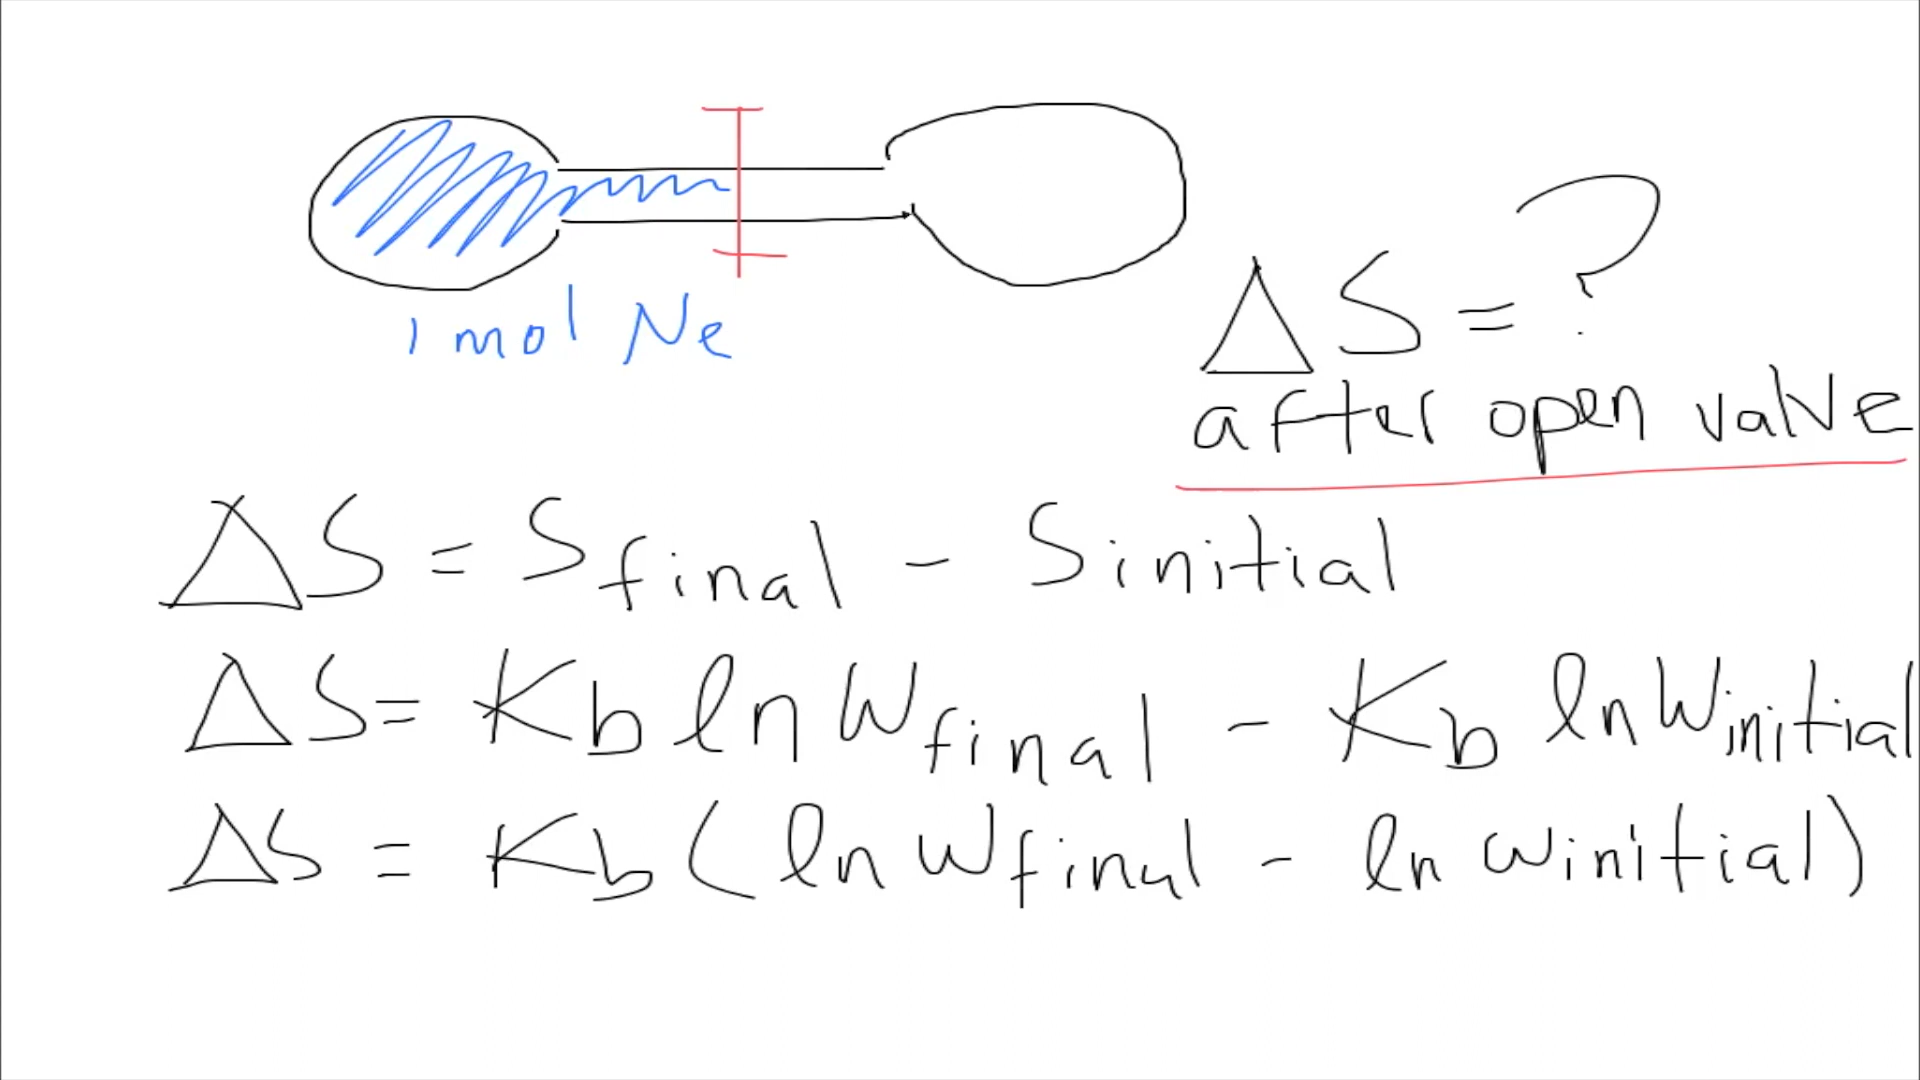 1 mol Ne
ΔS = ?
after open valve
ΔS = Sfinal - Sinitial
ΔS= Kb ln Wfinal - Kb ln Winitial
ΔS = Kb (ln Wfinal - ln winitial)